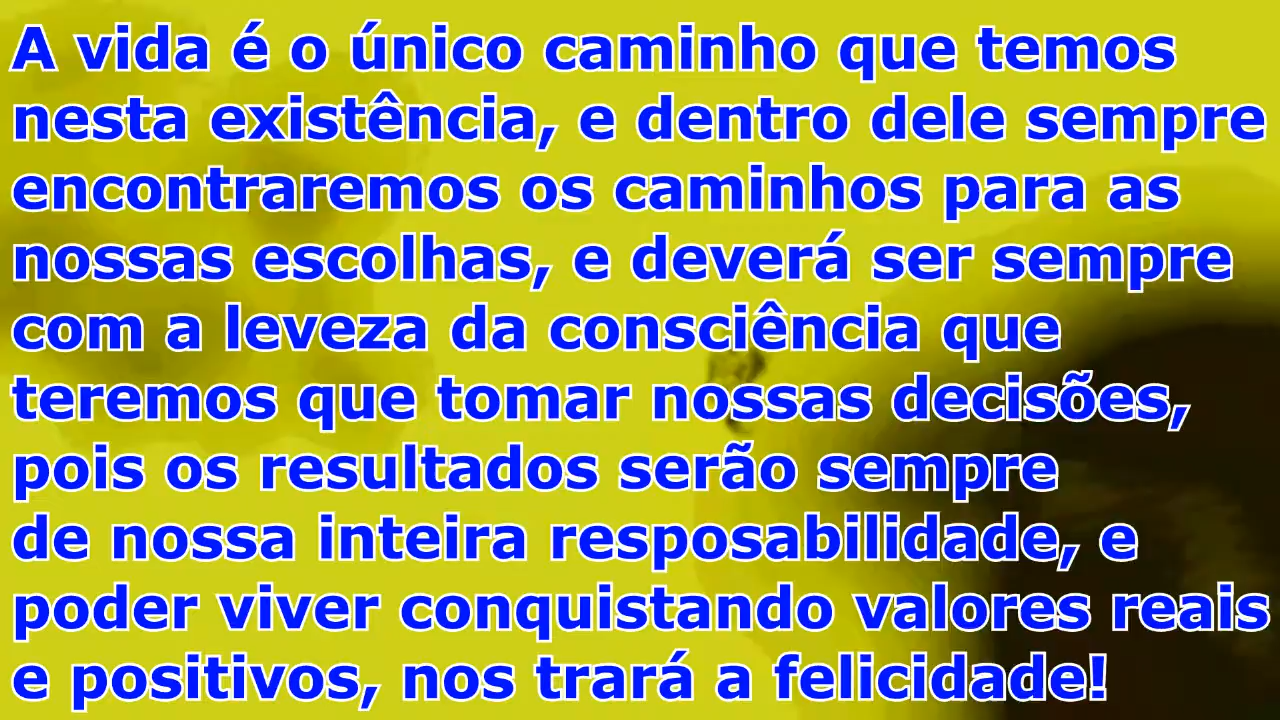 A vida é o único caminho que temos
nesta existência, e dentro dele sempre
encontraremos os caminhos para as
nossas escolhas, e deverá ser sempre
com a leveza da consciência que
teremos que tomar nossas decisões,
pois os resultados serão sempre
de nossa inteira resposabilidade, e
poder viver conquistando valores reais
e positivos, nos trará a felicidade!